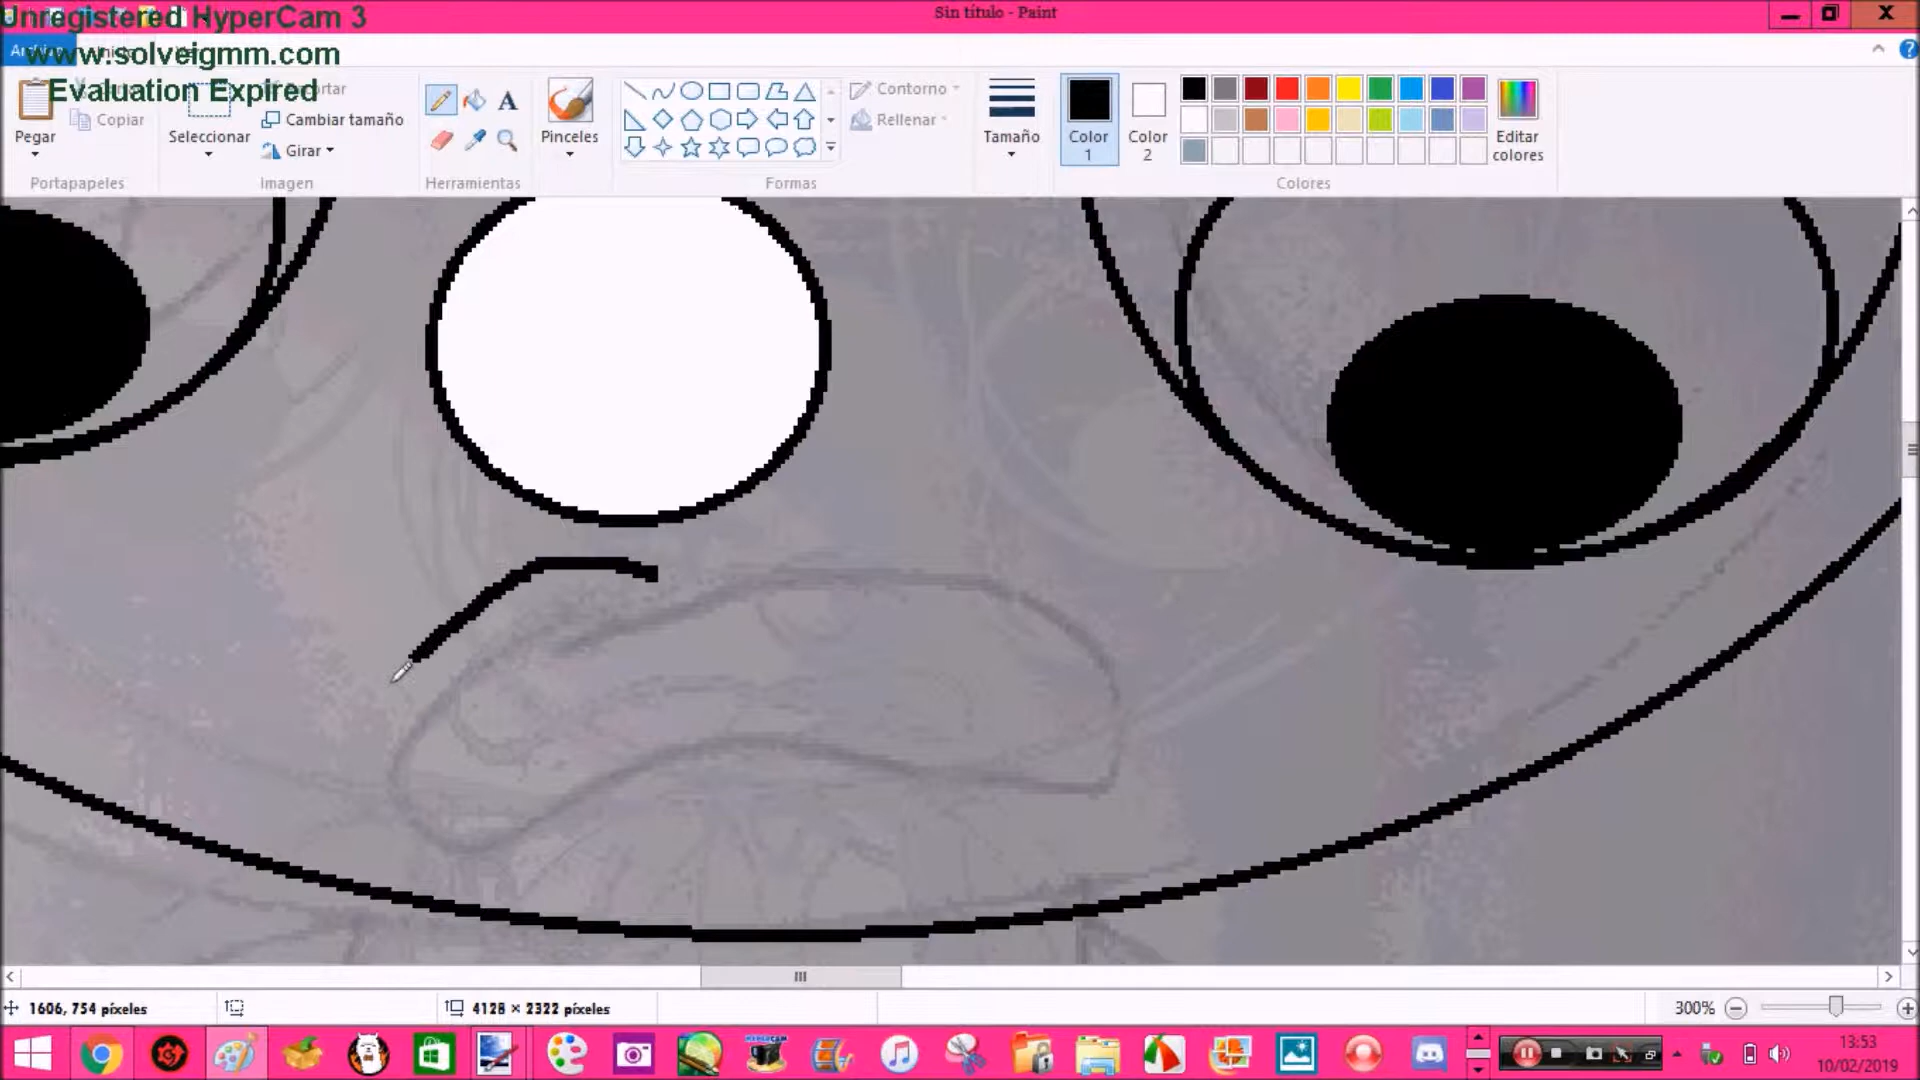 Unregistered HyperCam 3
Sin título - Paint
www.solveigmm.com
Evaluation Expired
Pegar
Copiar
Portapapeles
Seleccionar
Cambiar tamaño
Girar
Imagen
A
Herramientas
Pinceles
Contorno
Rellenar
Formas
Tamaño
Color 1
Color 2
Editar colores
Colores
1606, 754 píxeles
4128 × 2322 píxeles
300%
HYPERCAM
13:53
10/02/2019